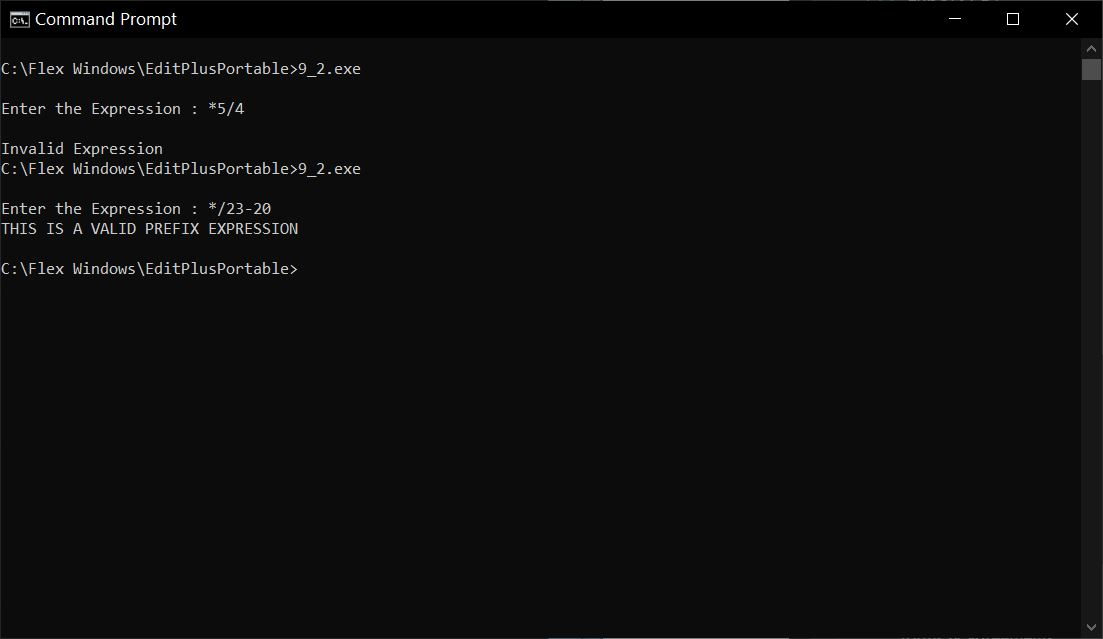 Command Prompt
C:\Flex Windows\EditPlusPortable>9_2.exe
Enter the Expression : *5/4
Invalid Expression
C:\Flex Windows\EditPlusPortable>9_2.exe
Enter the Expression : */23-20
THIS IS A VALID PREFIX EXPRESSION
C:\Flex Windows\EditPlusPortable>